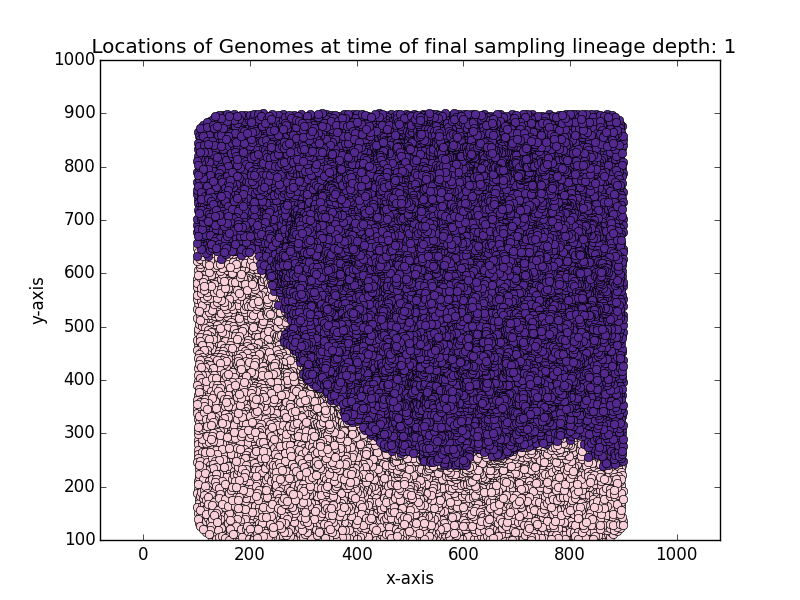 Locations of Genomes at time of final sampling lineage depth: 1
1000
900
800
700
600
500
400
300
200
100
y-axis
0 200 400 600 800 1000
x-axis